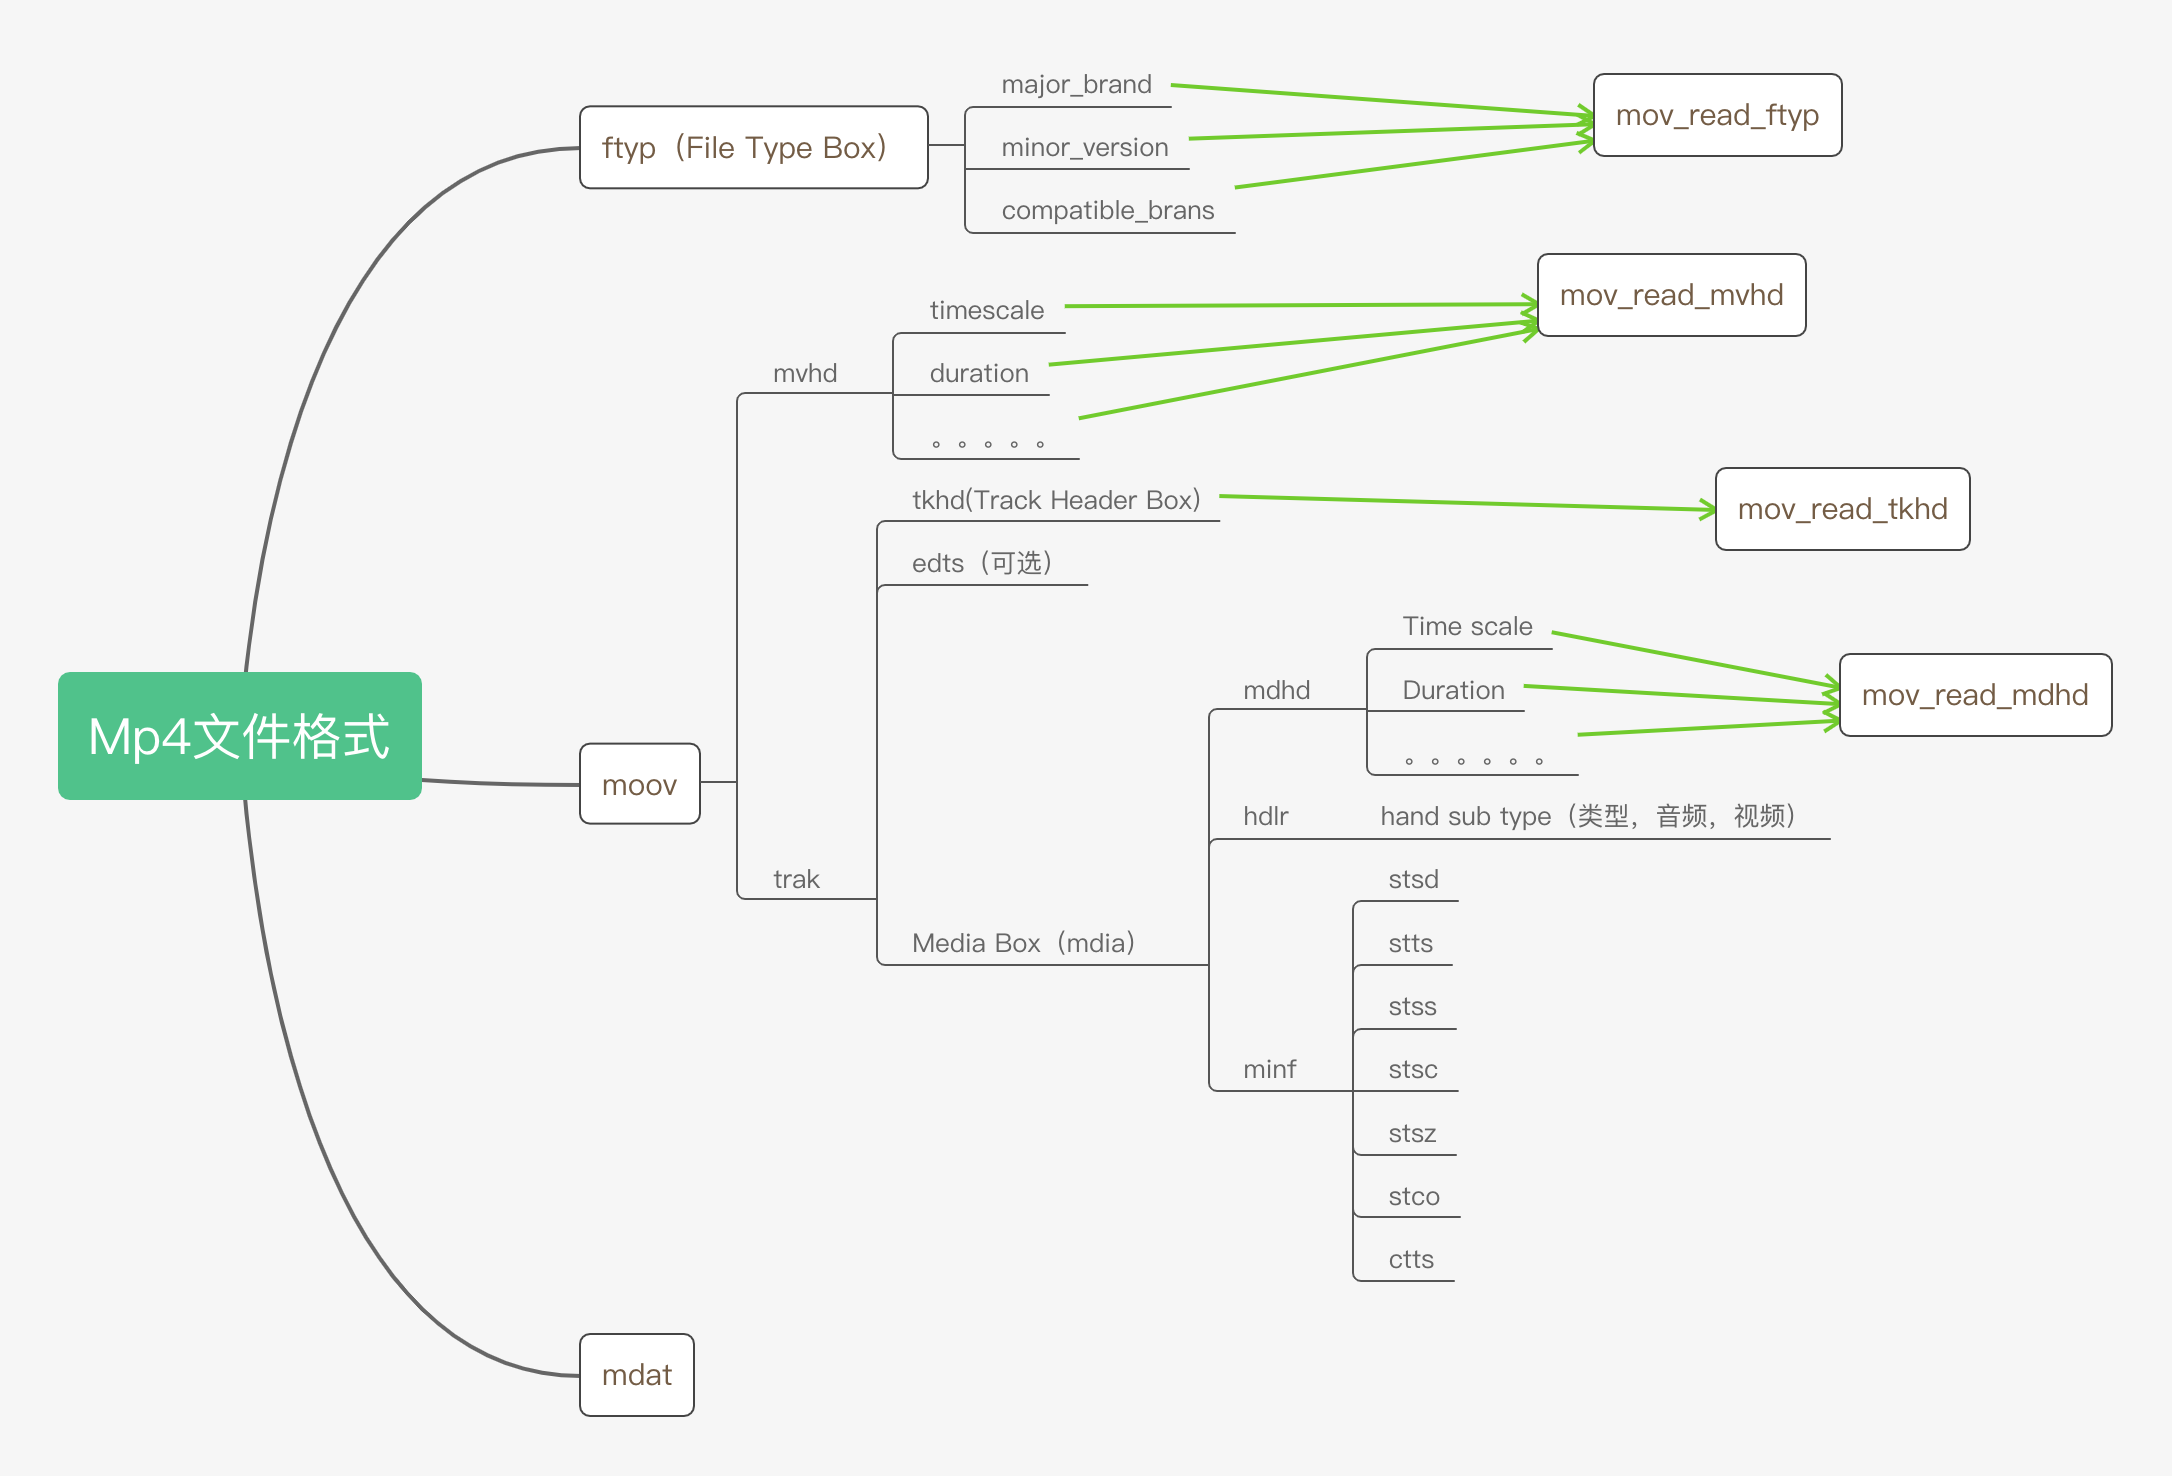 major_brand
mov_read_ftyp
ftyp（File Type Box）
minor_version
compatible_brans
mov_read_mvhd
timescale
mvhd
duration
。。。。。
tkhd(Track Header Box)
mov_read_tkhd
edts（可选）
Time scale
mdhd
Duration
mov_read_mdhd
。。。。。。
Mp4文件格式
moov
hdlr
hand sub type（类型，音频，视频）
trak
stsd
Media Box（mdia）
stts
stss
minf
stsc
stsz
stco
ctts
mdat